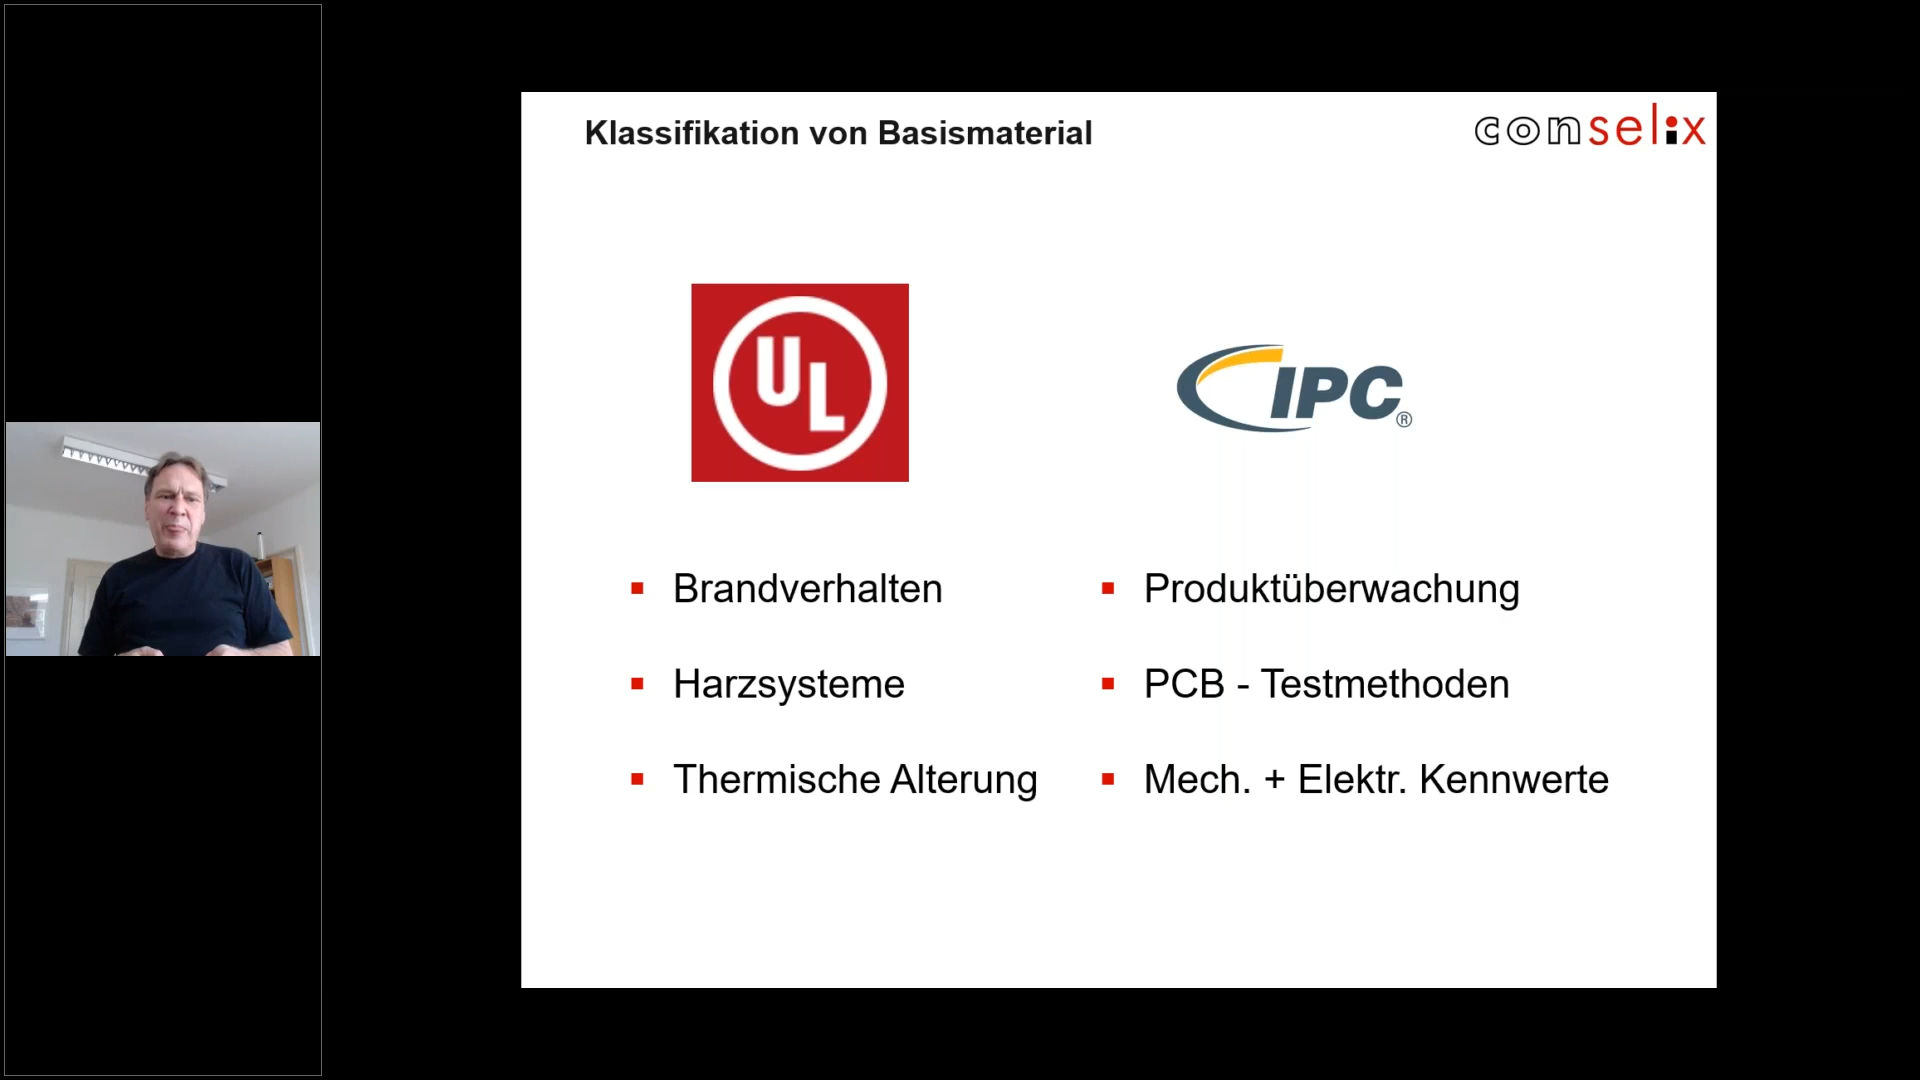 Klassifikation von Basismaterial
conselix
UL
IPC®
Brandverhalten
Harzsysteme
Thermische Alterung
Produktüberwachung
PCB - Testmethoden
Mech. + Elektr. Kennwerte